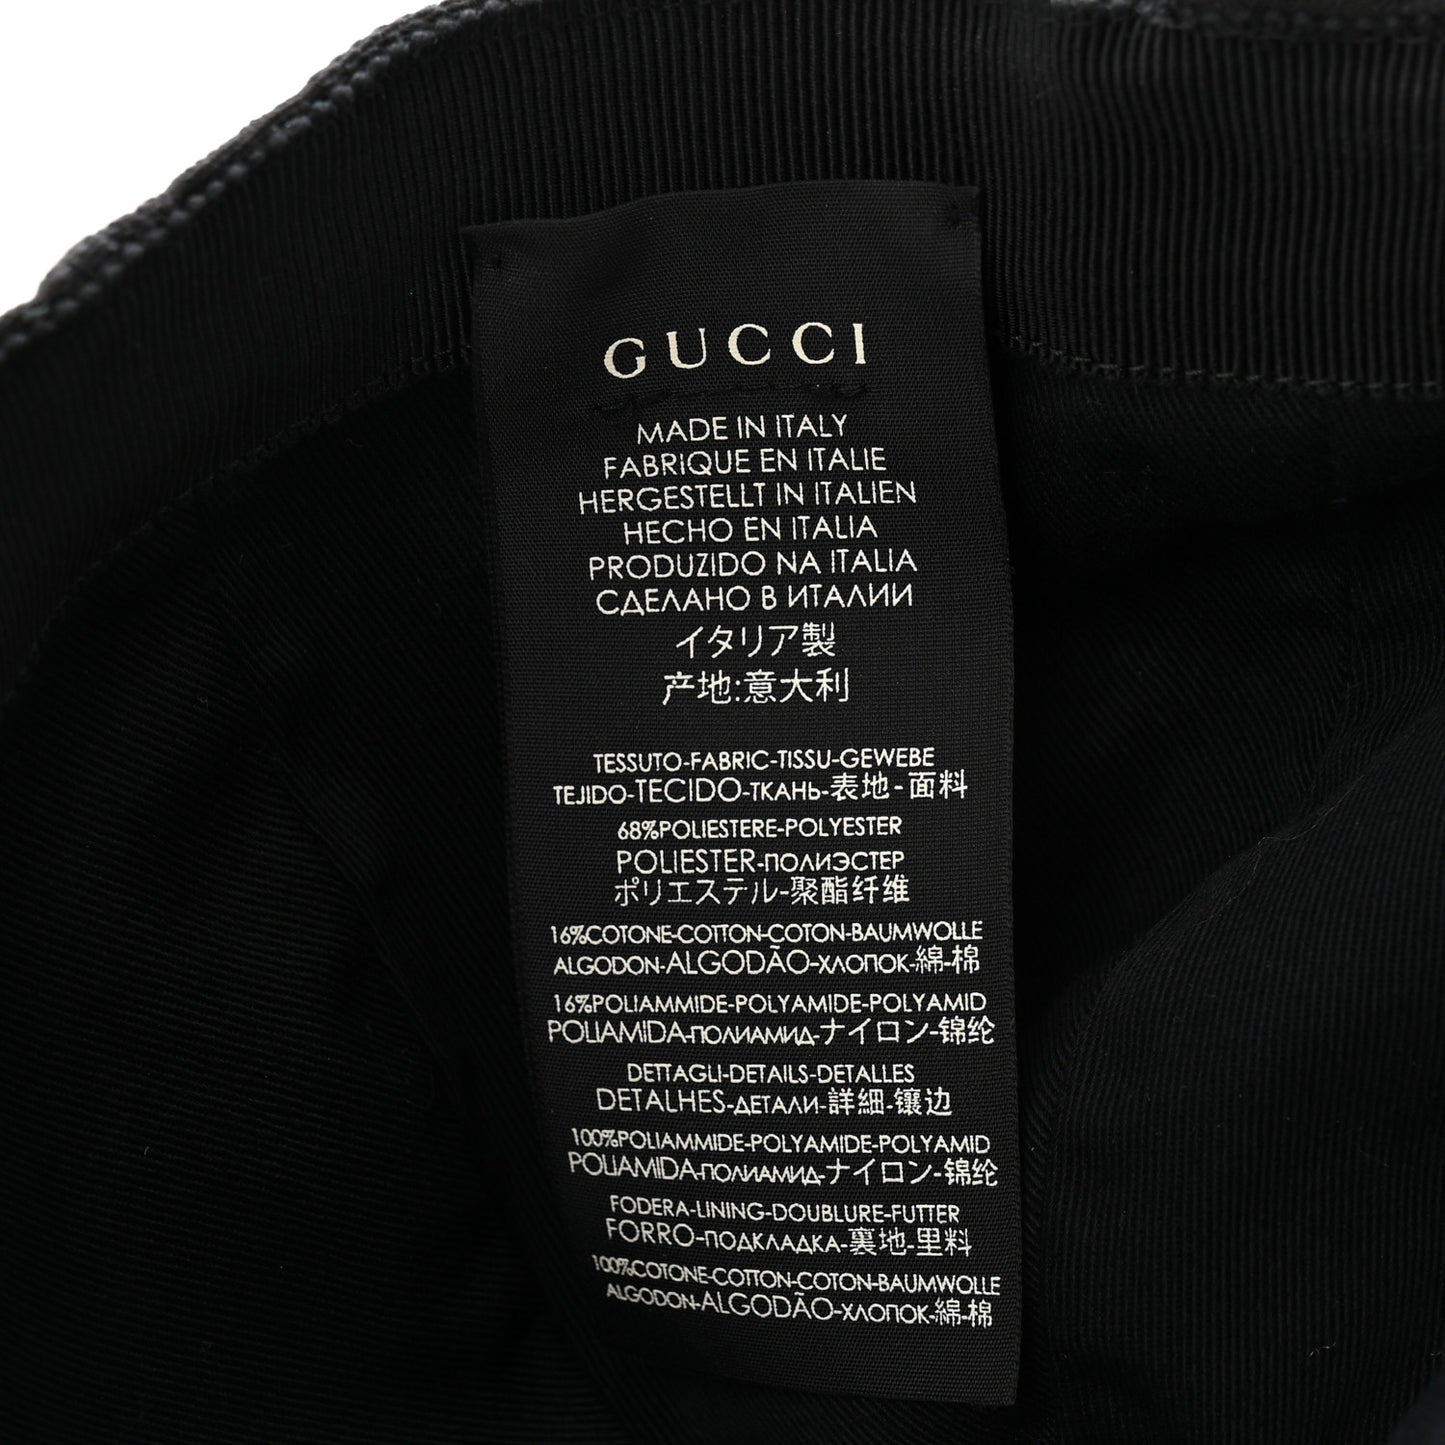 GUCCI
MADE IN ITALY
FABRIQUE EN ITALIE
HERGESTELLT IN ITALIEN
HECHO EN ITALIA
PRODUZIDO NA ITALIA
СДЕЛАНО В ИТАЛИИ
イタリア製
产地:意大利
TESSUTO-FABRIC-TISSU-GEWEBE
TEJIDO-TECIDO-ТКАНЬ-表地-面料
68%POLIESTERE-POLYESTER
POLIESTER-ПОЛИЭСТЕР
ポリエステル-聚酯纤维
16%COTONE-COTTON-COTON-BAUMWOLLE
ALGODON-ALGODÃO-ХЛОПОК-綿-棉
16%POLIAMMIDE-POLYAMIDE-POLYAMID
POLIAMIDA-ПОЛИАМИД-ナイロン-锦纶
DETTAGLI-DETAILS-DETALLES
DETALHES-ДЕТАЛИ-詳細-镶边
100%POLIAMMIDE-POLYAMIDE-POLYAMID
POLIAMIDA-ПОЛИАМИД-ナイロン-锦纶
FODERA-LINING-DOUBLURE-FUTTER
FORRO-ПОДКЛАДКА-裏地-里料
100%COTONE-COTTON-COTON-BAUMWOLLE
ALGODON-ALGODÃO-ХЛОПОК-綿-棉